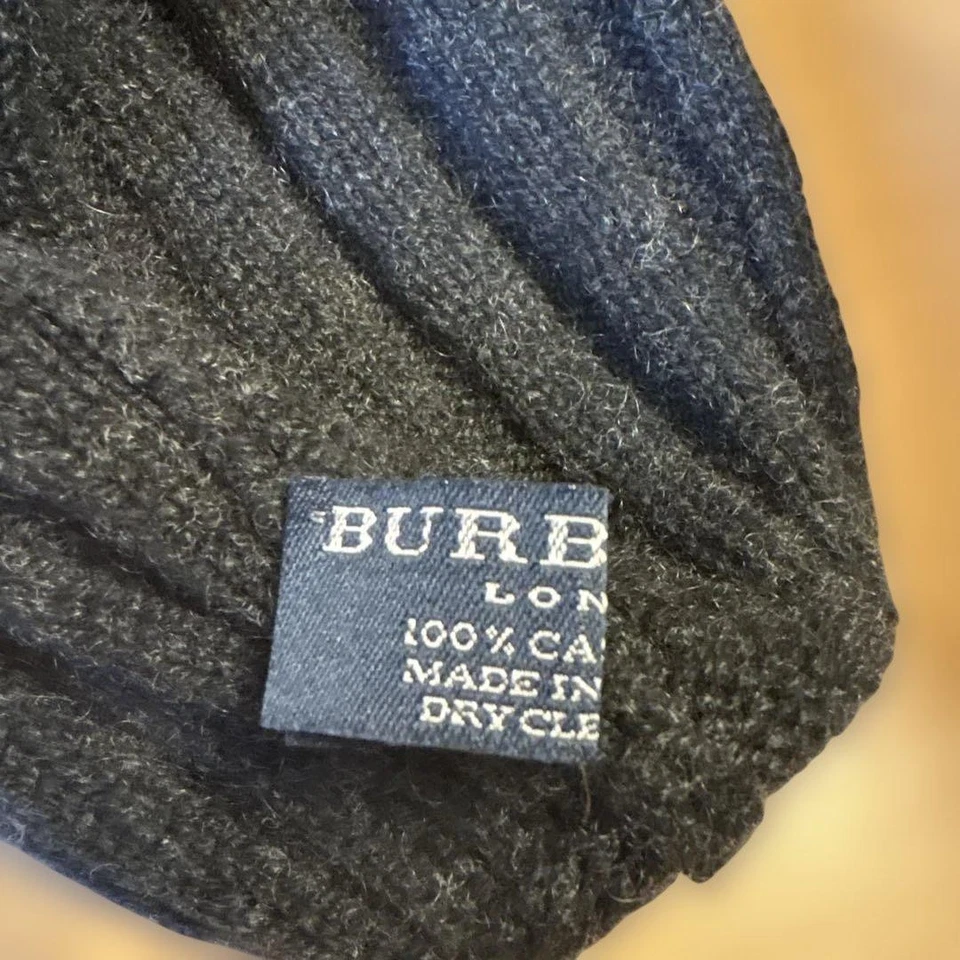 BURB
LON
100% CA
MADE IN
DRY CLE